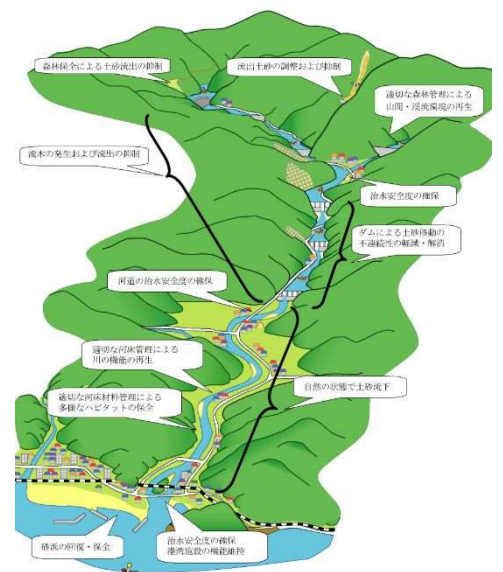 森林保全による土砂流出の抑制
流出土砂の調整および抑制
適切な森林管理による
山間・渓流環境の再生
流木の発生および流出の抑制
治水安全度の確保
ダムによる土砂移動の
不連続性の軽減・解消
河道の治水安全度の確保
適切な河床管理による
川の機能の再生
自然の状態で土砂流下
適切な河床材料管理による
多様なハビタットの保全
砂浜の回復・保全
治水安全度の確保
港湾施設の機能維持